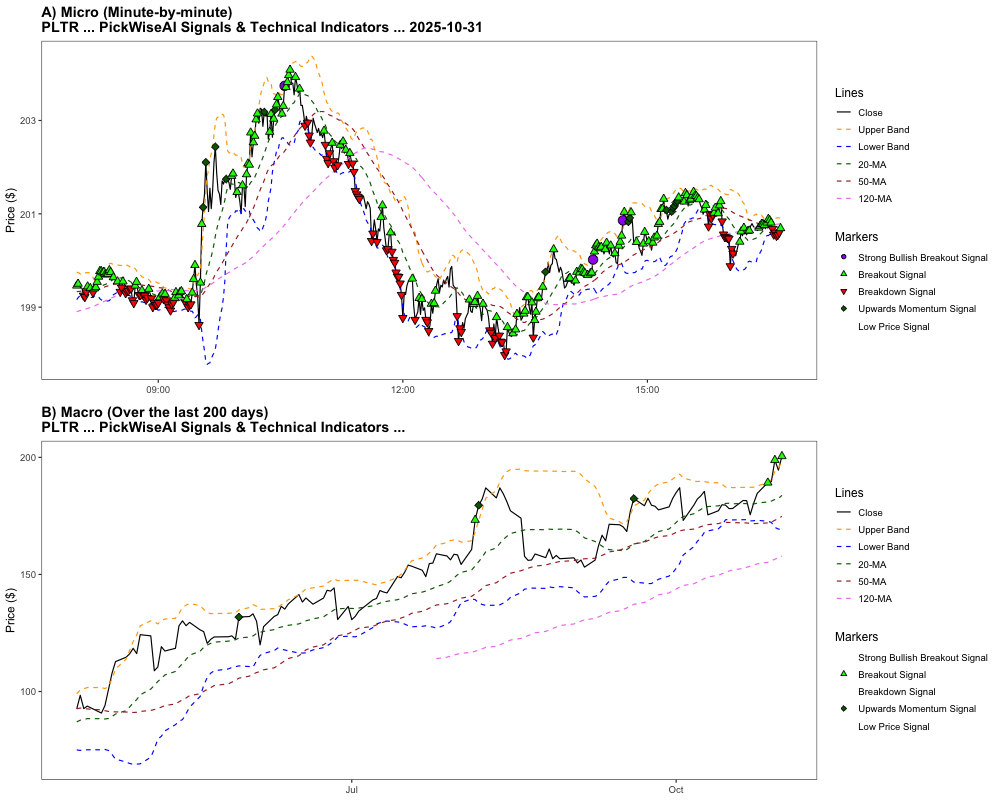 A) Micro (Minute-by-minute)
PLTR ... PickWiseAI Signals & Technical Indicators ... 2025-10-31
Price ($)
203
201
199
09:00
12:00
15:00
Lines
Close
Upper Band
Lower Band
20-MA
50-MA
120-MA
Markers
Strong Bullish Breakout Signal
Breakout Signal
Breakdown Signal
Upwards Momentum Signal
Low Price Signal
B) Macro (Over the last 200 days)
PLTR ... PickWiseAI Signals & Technical Indicators ...
Price ($)
200
150
100
Jul
Oct
Lines
Close
Upper Band
Lower Band
20-MA
50-MA
120-MA
Markers
Strong Bullish Breakout Signal
Breakout Signal
Breakdown Signal
Upwards Momentum Signal
Low Price Signal